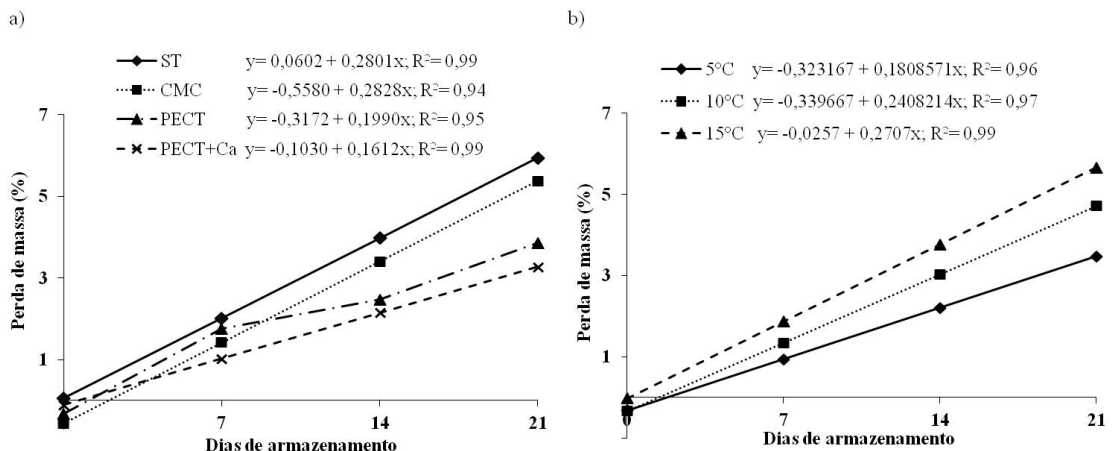 a)
ST y= 0,0602 + 0,2801x; R²= 0,99
CMC y= -0,5580 + 0,2828x; R²= 0,94
PECT y= -0,3172 + 0,1990x; R²= 0,95
PECT+Ca y= -0,1030 + 0,1612x; R²= 0,99
Perda de massa (%)
7
5
3
1
7 14 21
Dias de armazenamento
b)
5°C y= -0,323167 + 0,1808571x; R²= 0,96
10°C y= -0,339667 + 0,2408214x; R²= 0,97
15°C y= -0,0257 + 0,2707x; R²= 0,99
Perda de massa (%)
7
5
3
1
0 7 14 21
Dias de armazenamento